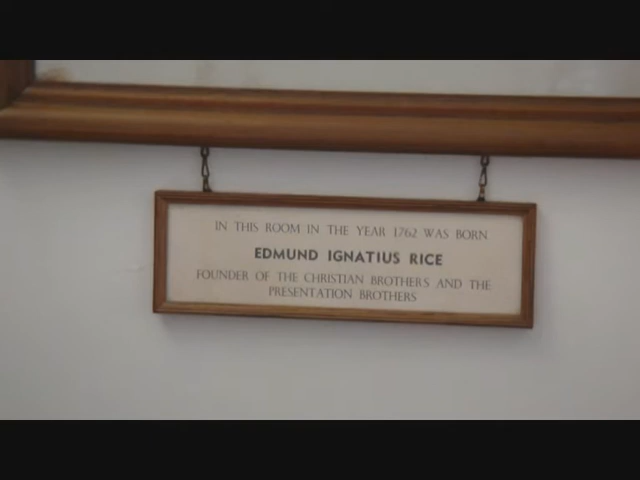 IN THIS ROOM IN THE YEAR 1762 WAS BORN
EDMUND IGNATIUS RICE
FOUNDER OF THE CHRISTIAN BROTHERS AND THE
PRESENTATION BROTHERS